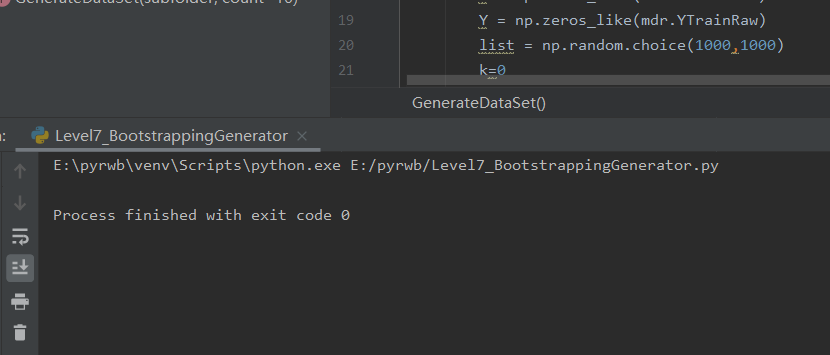 GenerateDataSet(subfolder, count=10)
19 Y = np.zeros_like(mdr.YTrainRaw)
20 list = np.random.choice(1000,1000)
21 k=0
GenerateDataSet()
Level7_BootstrappingGenerator ×
E:\pyrwb\venv\Scripts\python.exe E:/pyrwb/Level7_BootstrappingGenerator.py
Process finished with exit code 0